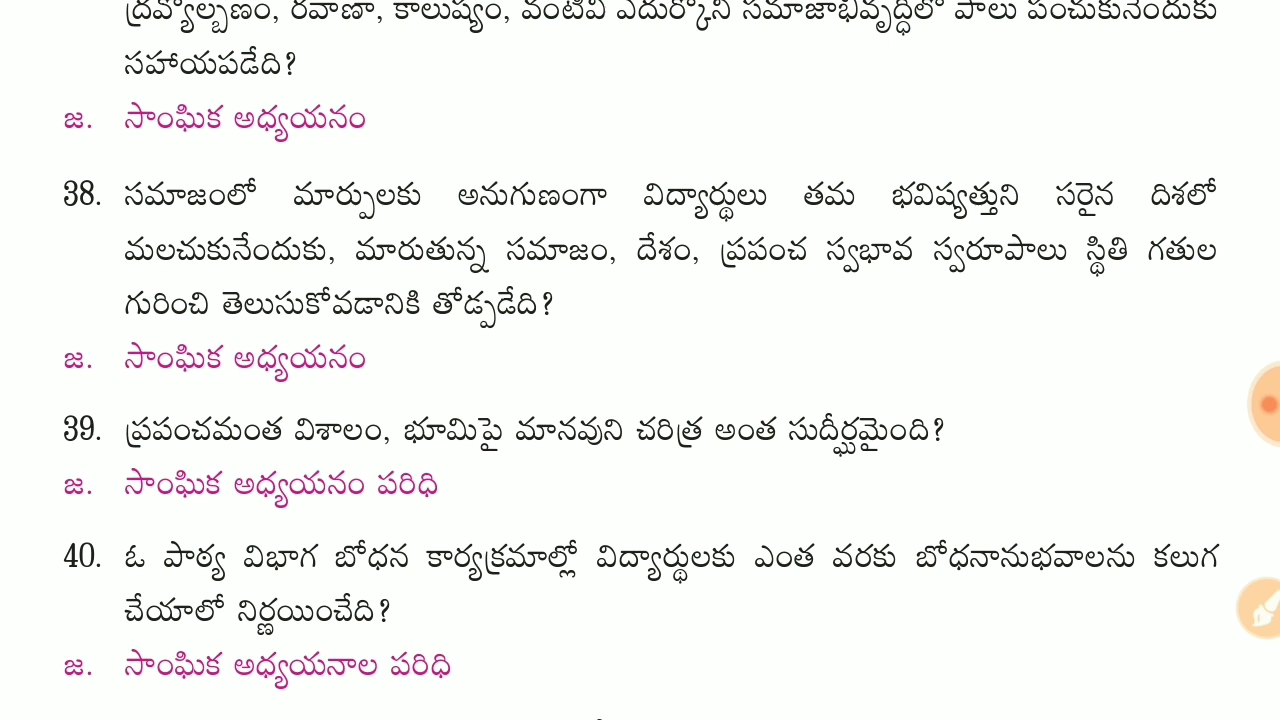 ద్రవ్యోల్బణం, రవాణా, కాలుష్యం, వంటివి ఎదుర్కొని సమాజాభివృద్ధిలో పాలు పంచుకునేందుకు
సహాయపడేది?
జ. సాంఘిక అధ్యయనం
38. సమాజంలో మార్పులకు అనుగుణంగా విద్యార్థులు తమ భవిష్యత్తుని సరైన దిశలో
మలచుకునేందుకు, మారుతున్న సమాజం, దేశం, ప్రపంచ స్వభావ స్వరూపాలు స్థితి గతుల
గురించి తెలుసుకోవడానికి తోడ్పడేది?
జ. సాంఘిక అధ్యయనం
39. ప్రపంచమంత విశాలం, భూమిపై మానవుని చరిత్ర అంత సుదీర్ఘమైంది?
జ. సాంఘిక అధ్యయనం పరిధి
40. ఓ పాఠ్య విభాగ బోధన కార్యక్రమాల్లో విద్యార్థులకు ఎంత వరకు బోధనానుభవాలను కలుగ
చేయాలో నిర్ణయించేది?
జ. సాంఘిక అధ్యయనాల పరిధి